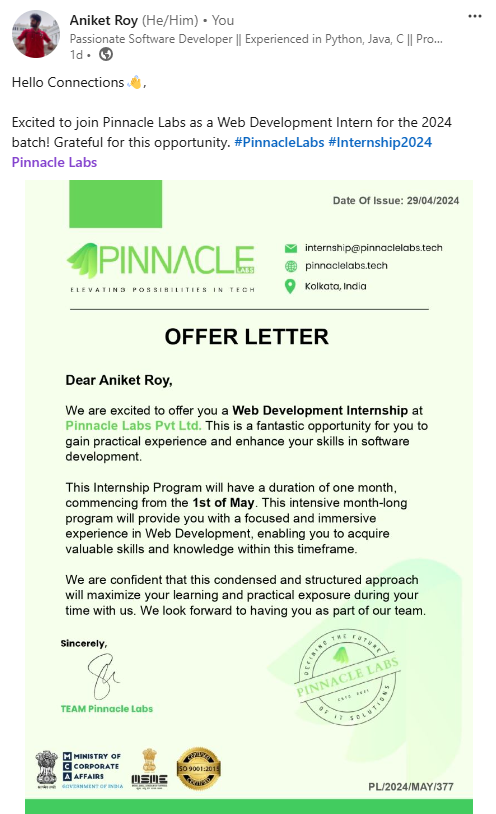 Aniket Roy (He/Him) • You
Passionate Software Developer || Experienced in Python, Java, C || Pro...
1d •
Hello Connections 👋,
Excited to join Pinnacle Labs as a Web Development Intern for the 2024
batch! Grateful for this opportunity. #PinnacleLabs #Internship2024
Pinnacle Labs
Date Of Issue: 29/04/2024
PINNACLE LABS
ELEVATING POSSIBILITIES IN TECH
internship@pinnaclelabs.tech
pinnaclelabs.tech
Kolkata, India
OFFER LETTER
Dear Aniket Roy,
We are excited to offer you a Web Development Internship at
Pinnacle Labs Pvt Ltd. This is a fantastic opportunity for you to
gain practical experience and enhance your skills in software
development.
This Internship Program will have a duration of one month,
commencing from the 1st of May. This intensive month-long
program will provide you with a focused and immersive
experience in Web Development, enabling you to acquire
valuable skills and knowledge within this timeframe.
We are confident that this condensed and structured approach
will maximize your learning and practical exposure during your
time with us. We look forward to having you as part of our team.
Sincerely,
TEAM Pinnacle Labs
DEFINING THE FUTURE
PINNACLE LABS
OF IT SOLUTIONS
MCA
MINISTRY OF
CORPORATE
AFFAIRS
GOVERNMENT OF INDIA
MSME
ISO 9001:2015
PL/2024/MAY/377